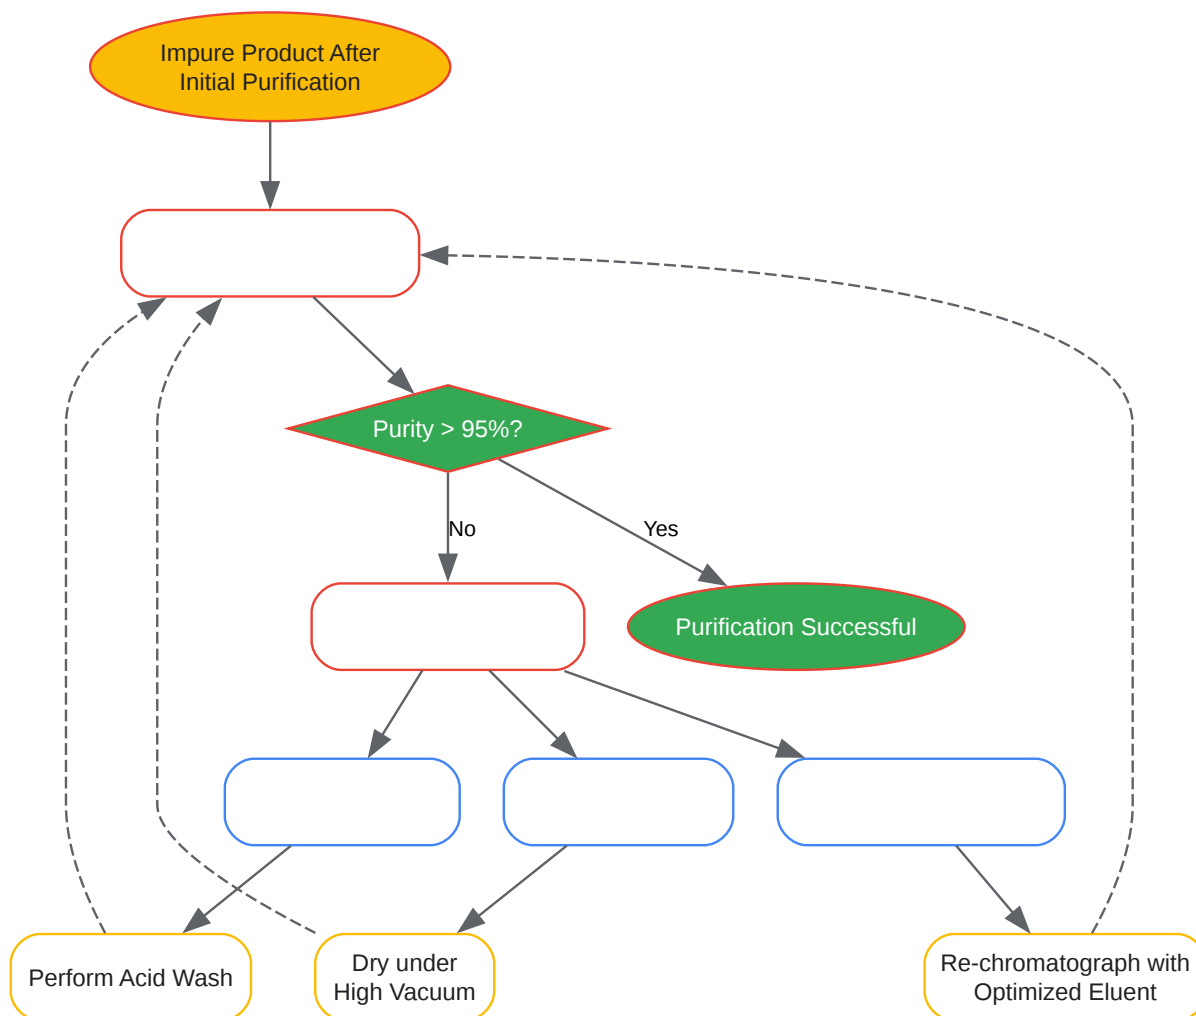 Impure Product After
Initial Purification
Purity > 95%?
No
Yes
Purification Successful
Perform Acid Wash
Dry under
High Vacuum
Re-chromatograph with
Optimized Eluent